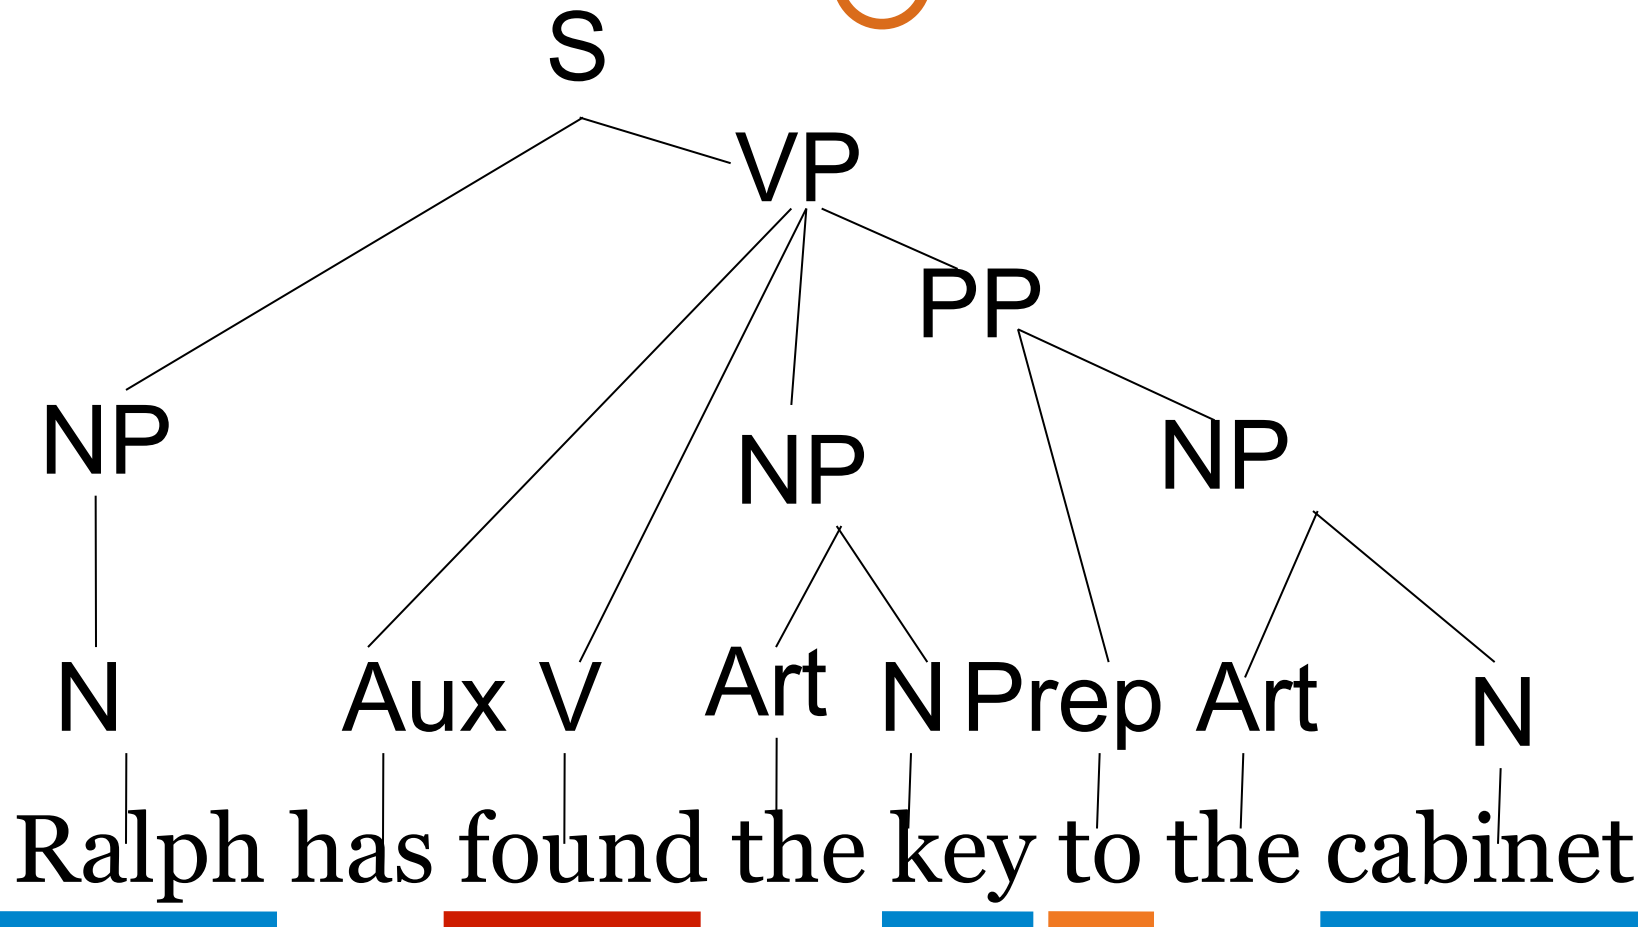 S
VP
PP
NP
NP
NP
N Aux V Art N Prep Art N
Ralph has found the key to the cabinet